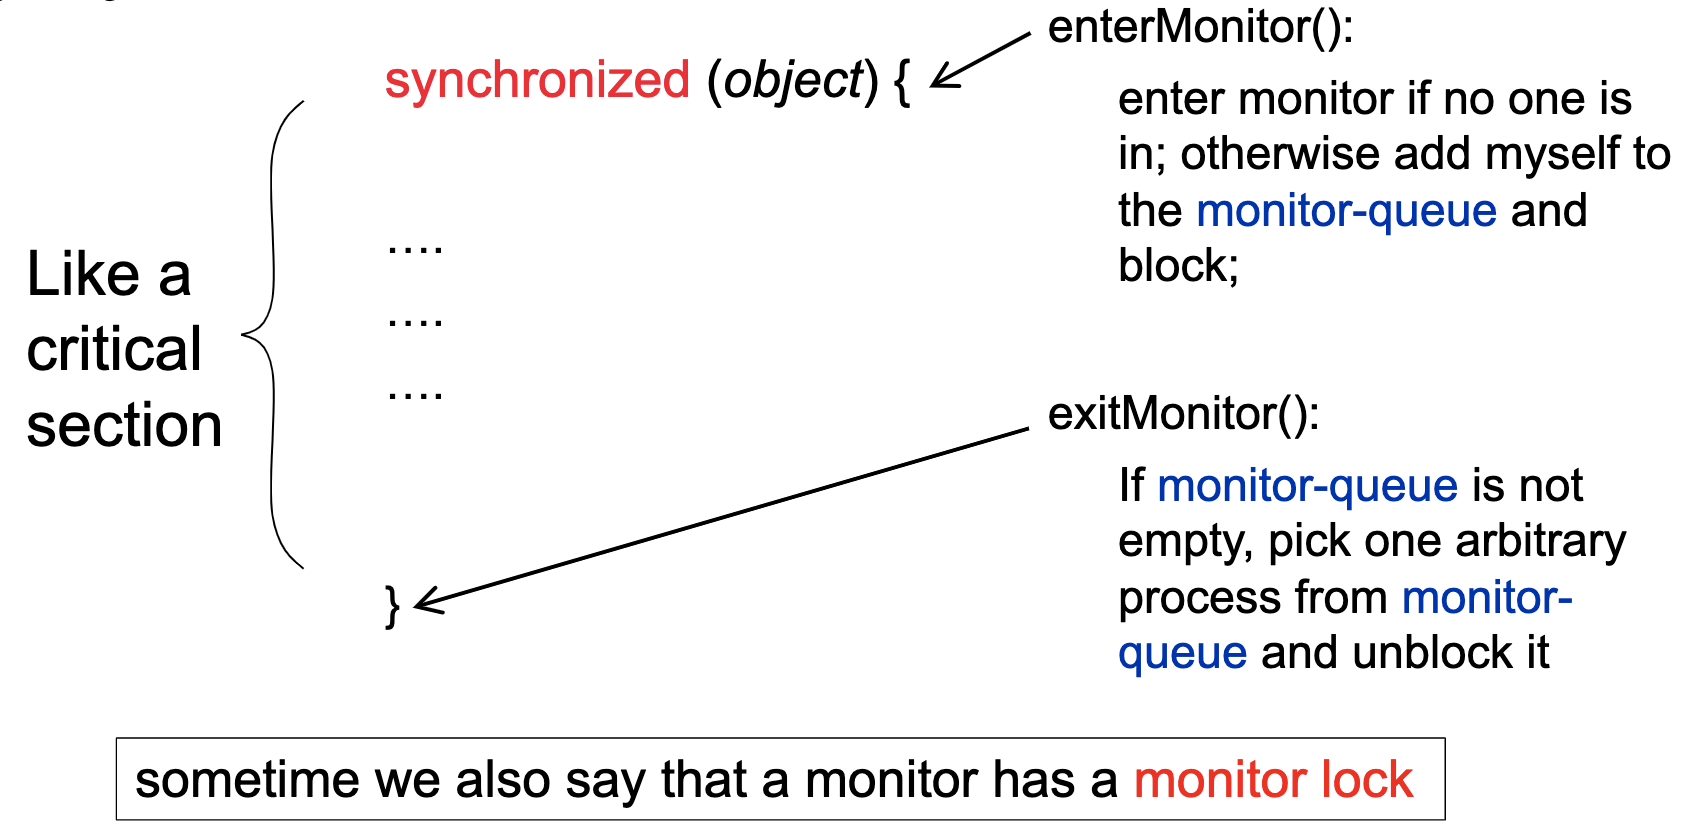 enterMonitor():
synchronized (object) {
enter monitor if no one is
in; otherwise add myself to
the monitor-queue and
block;
....
....
....
Like a
critical
section
exitMonitor():
If monitor-queue is not
empty, pick one arbitrary
process from monitor-
queue and unblock it
}
sometime we also say that a monitor has a monitor lock